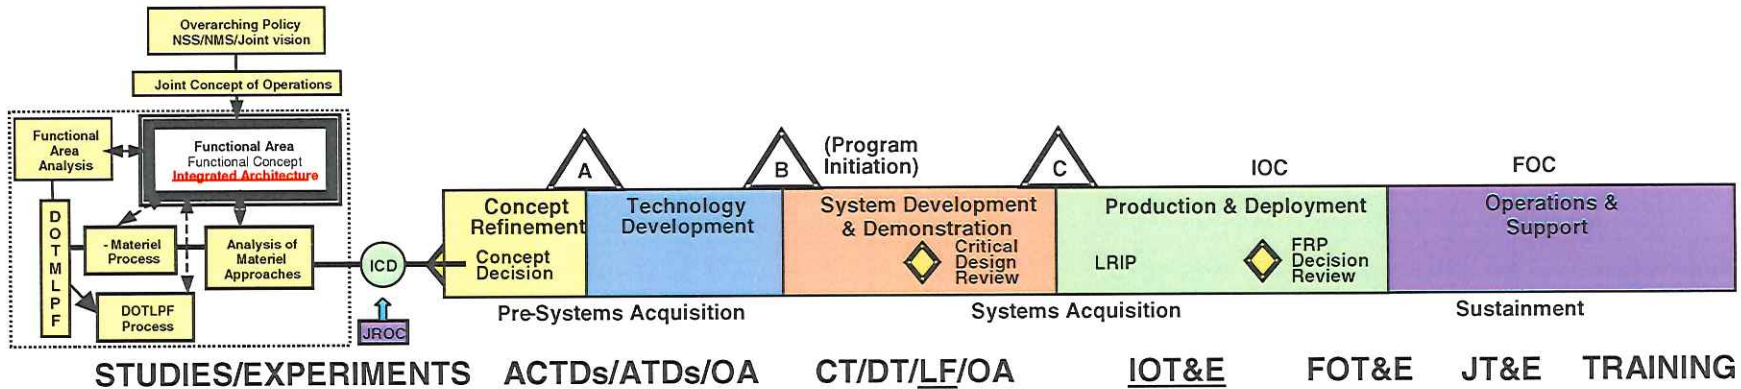 Overarching Policy
NSS/NMS/Joint vision
Joint Concept of Operations
Functional
Area
Analysis
Functional Area
Functional Concept
Integrated Architecture
DOTMLPF
- Materiel
Process
Analysis of
Materiel
Approaches
DOTLPF
Process
ICD
JROC
A
B
(Program
Initiation)
C
IOC
FOC
Concept
Refinement
Concept
Decision
Technology
Development
System Development
& Demonstration
Critical
Design
Review
Production & Deployment
LRIP
FRP
Decision
Review
Operations &
Support
Pre-Systems Acquisition
Systems Acquisition
Sustainment
STUDIES/EXPERIMENTS ACTDs/ATDs/OA CT/DT/LF/OA IOT&E FOT&E JT&E TRAINING